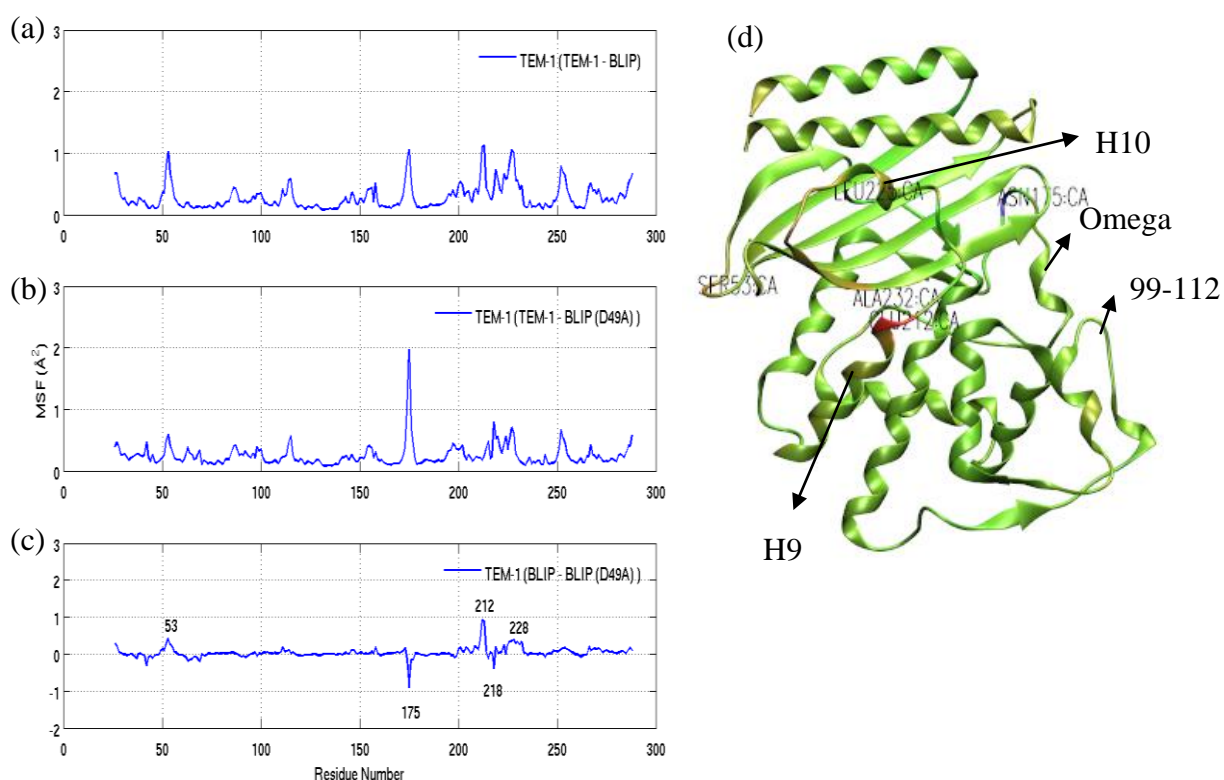 (a)
3
2
1
0
TEM-1 (TEM-1 - BLIP)
0 50 100 150 200 250 300
(b)
3
2
1
0
MSF (Å²)
TEM-1 (TEM-1 - BLIP (D49A) )
0 50 100 150 200 250 300
(c)
3
2
1
0
-1
-2
TEM-1 (BLIP - BLIP (D49A) )
53
212
228
218
175
0 50 100 150 200 250 300
Residue Number
(d)
H10
ASN175:CA
Omega
SER53:CA
99-112
ALA232:CA
GLU212:CA
H9